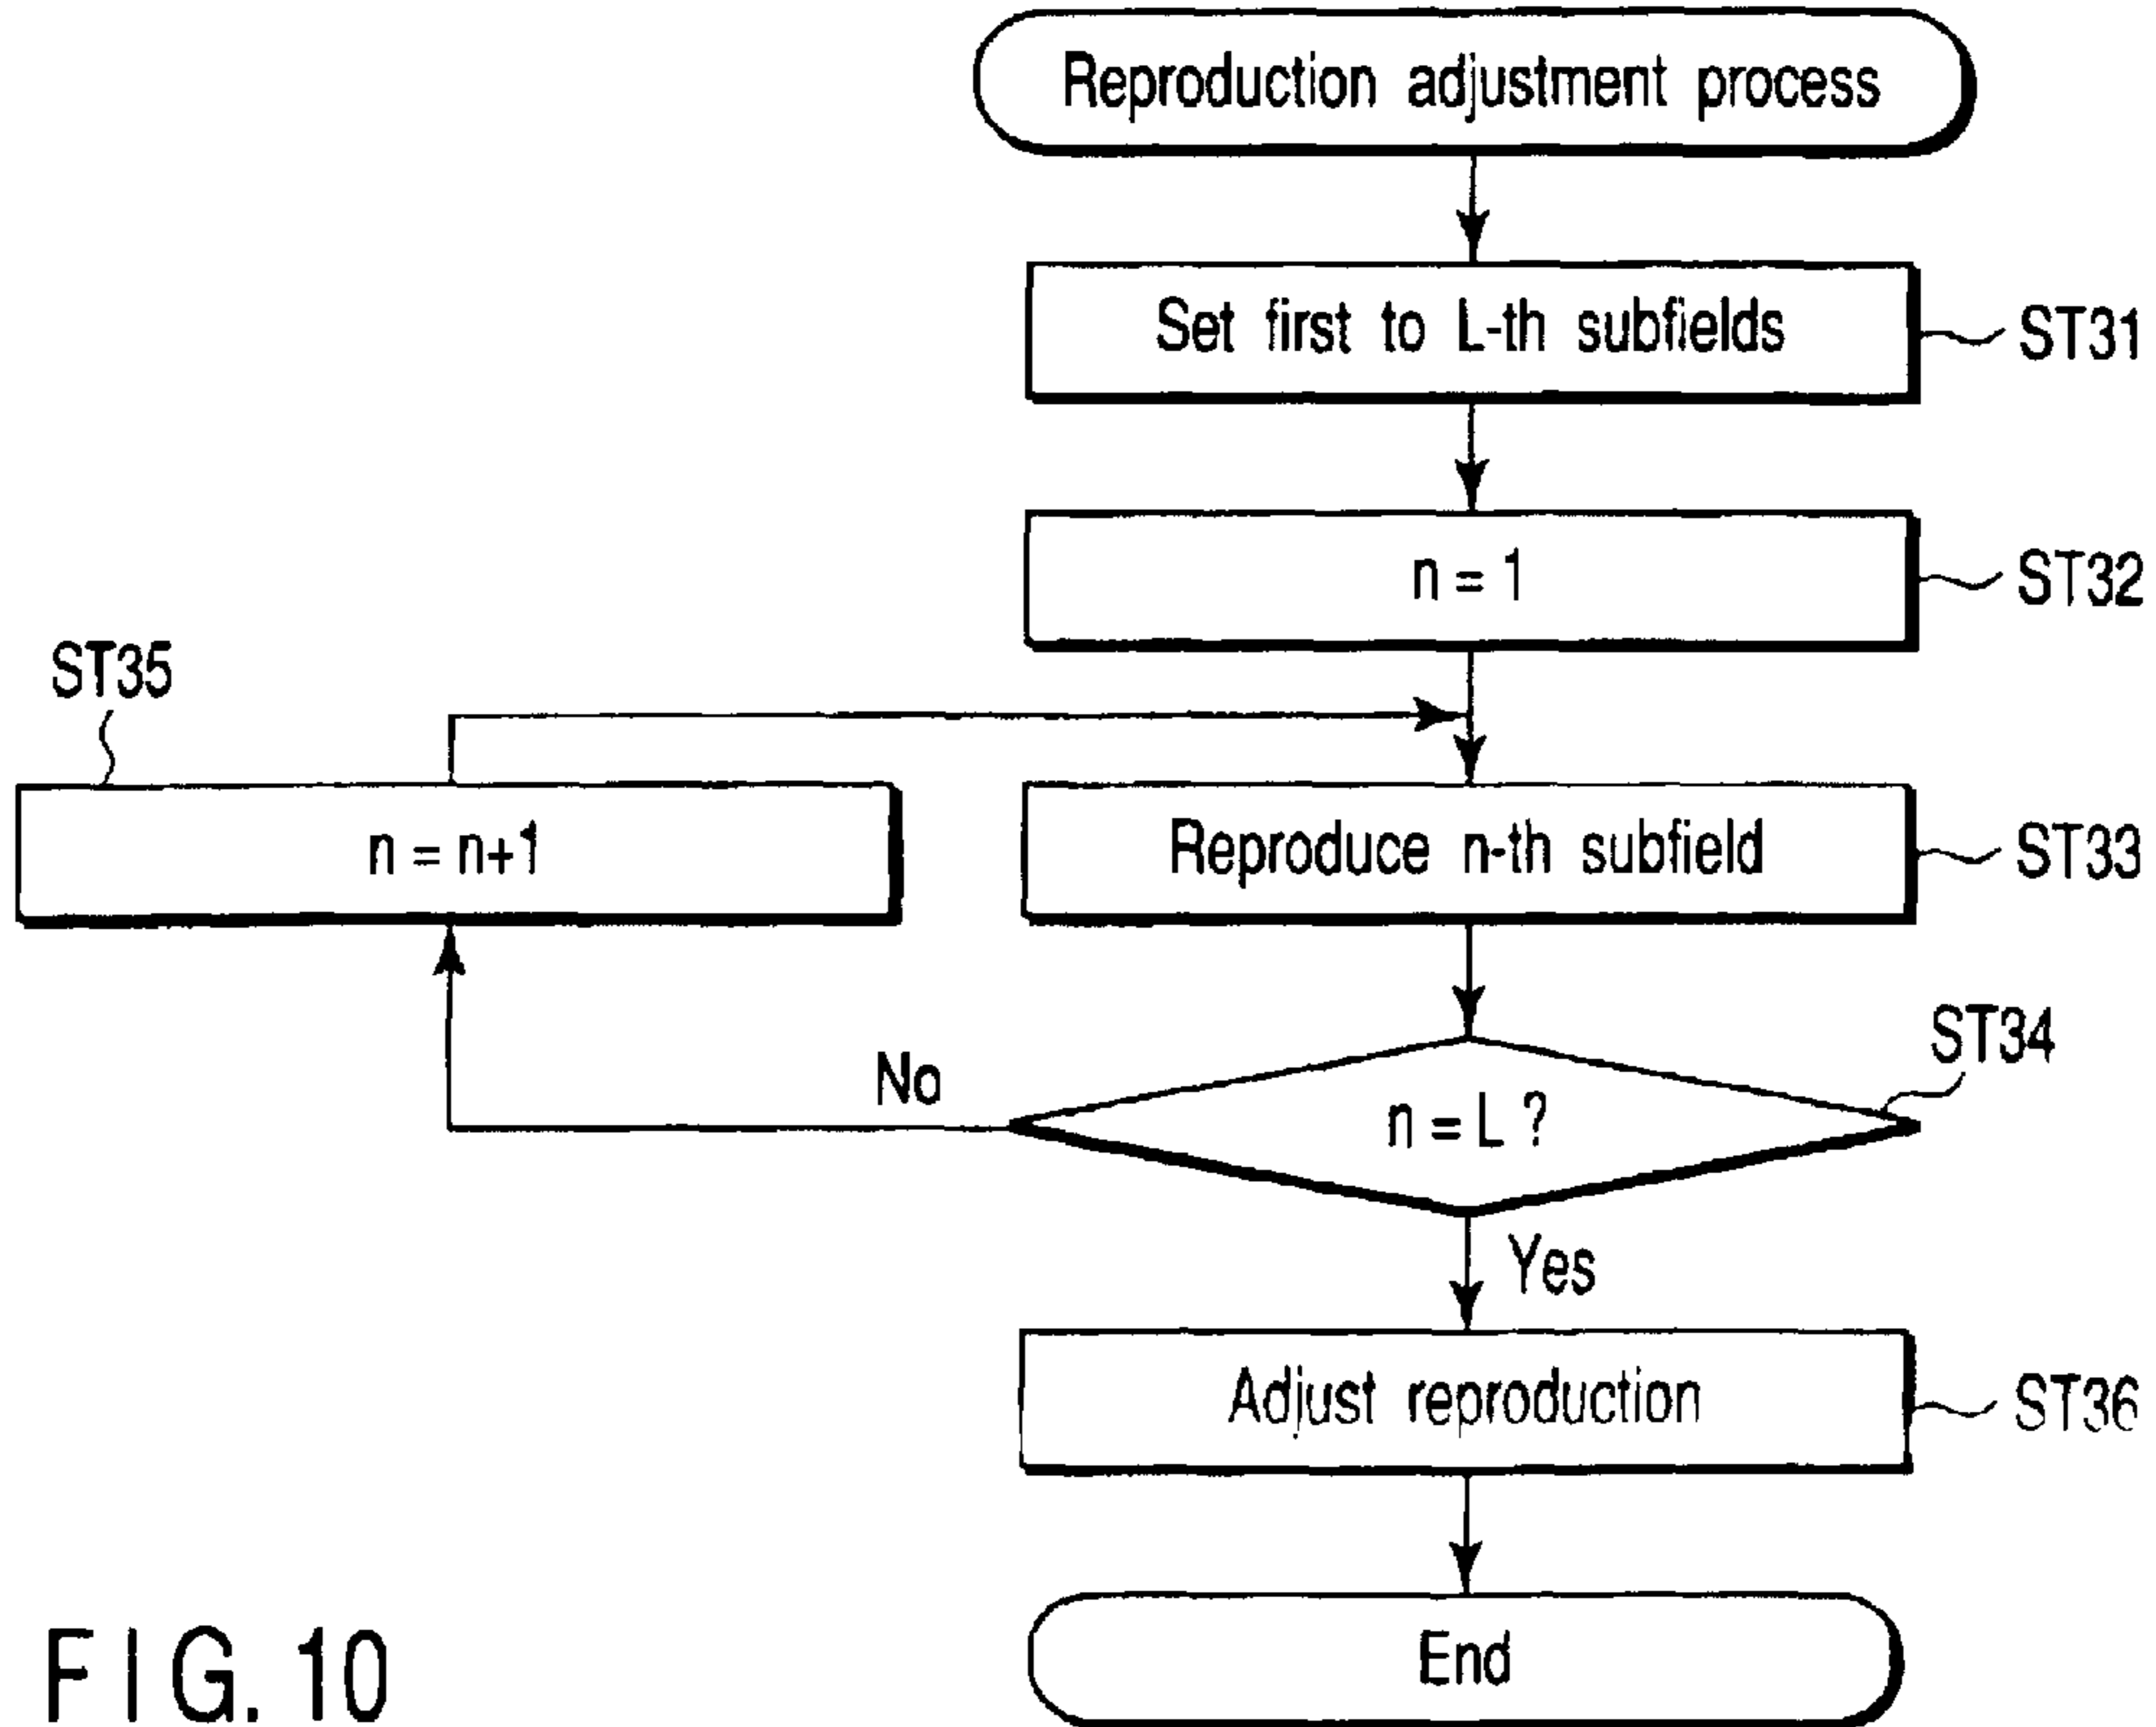 Reproduction adjustment process
Set first to L-th subfields
ST31
n = 1
ST32
ST35
n = n+1
Reproduce n-th subfield
ST33
ST34
No
n = L ?
Yes
Adjust reproduction
ST36
End
FIG. 10